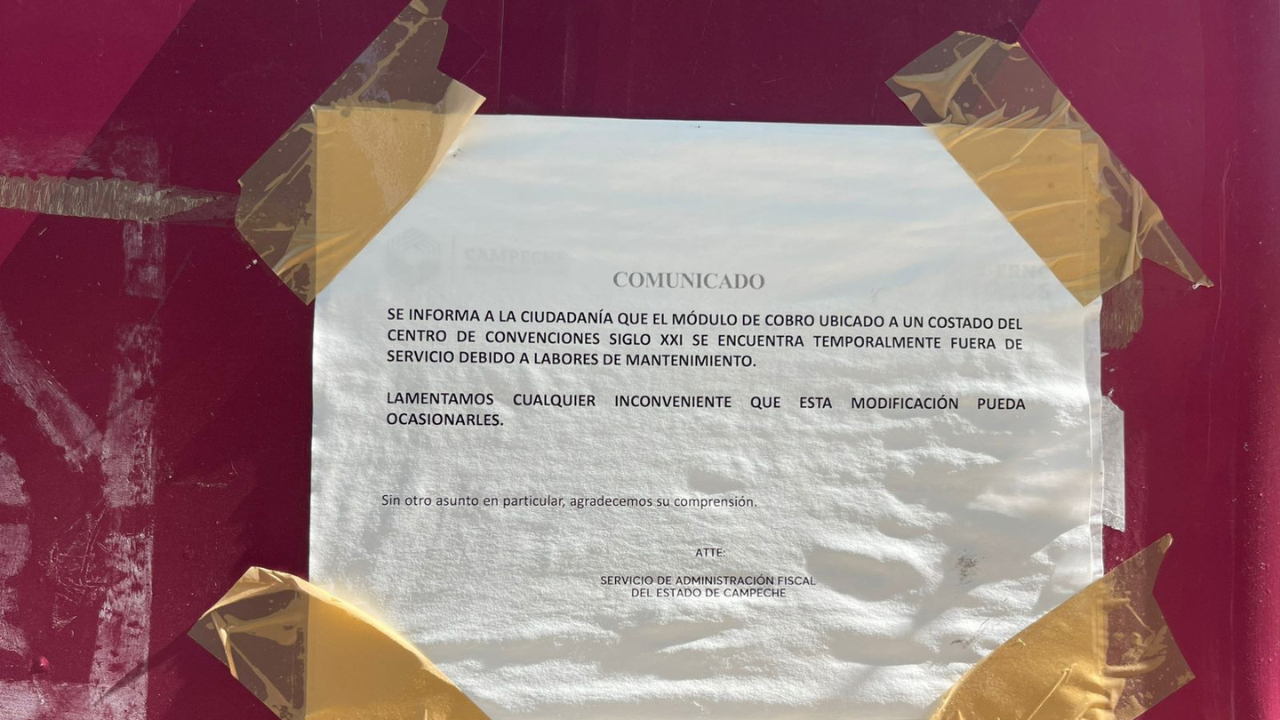 CAMPECHE
COMUNICADO
SE INFORMA A LA CIUDADANÍA QUE EL MÓDULO DE COBRO UBICADO A UN COSTADO DEL
CENTRO DE CONVENCIONES SIGLO XXI SE ENCUENTRA TEMPORALMENTE FUERA DE
SERVICIO DEBIDO A LABORES DE MANTENIMIENTO.
LAMENTAMOS CUALQUIER INCONVENIENTE QUE ESTA MODIFICACIÓN PUEDA
OCASIONARLES.
Sin otro asunto en particular, agradecemos su comprensión.
ATTE:
SERVICIO DE ADMINISTRACIÓN FISCAL
DEL ESTADO DE CAMPECHE